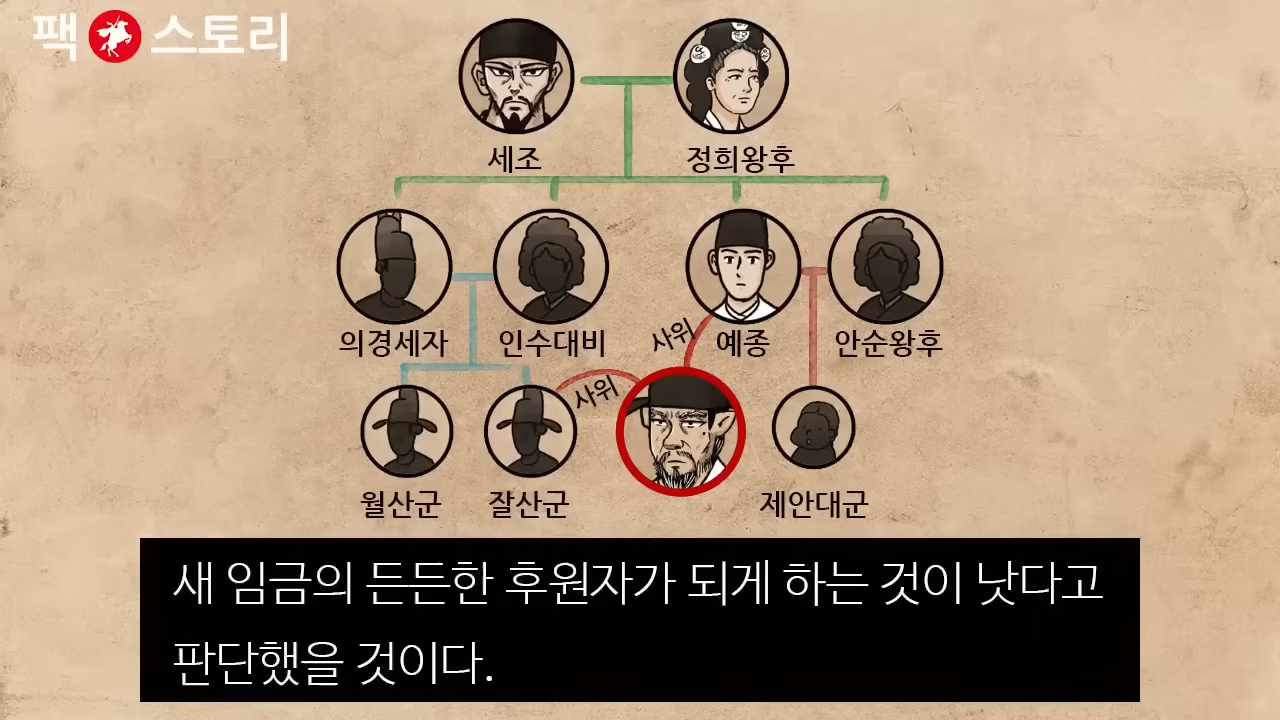 팩 스토리
세조 정희왕후
의경세자 인수대비 사위 예종 안순왕후
사위
월산군 잘산군 제안대군
새 임금의 든든한 후원자가 되게 하는 것이 낫다고
판단했을 것이다.